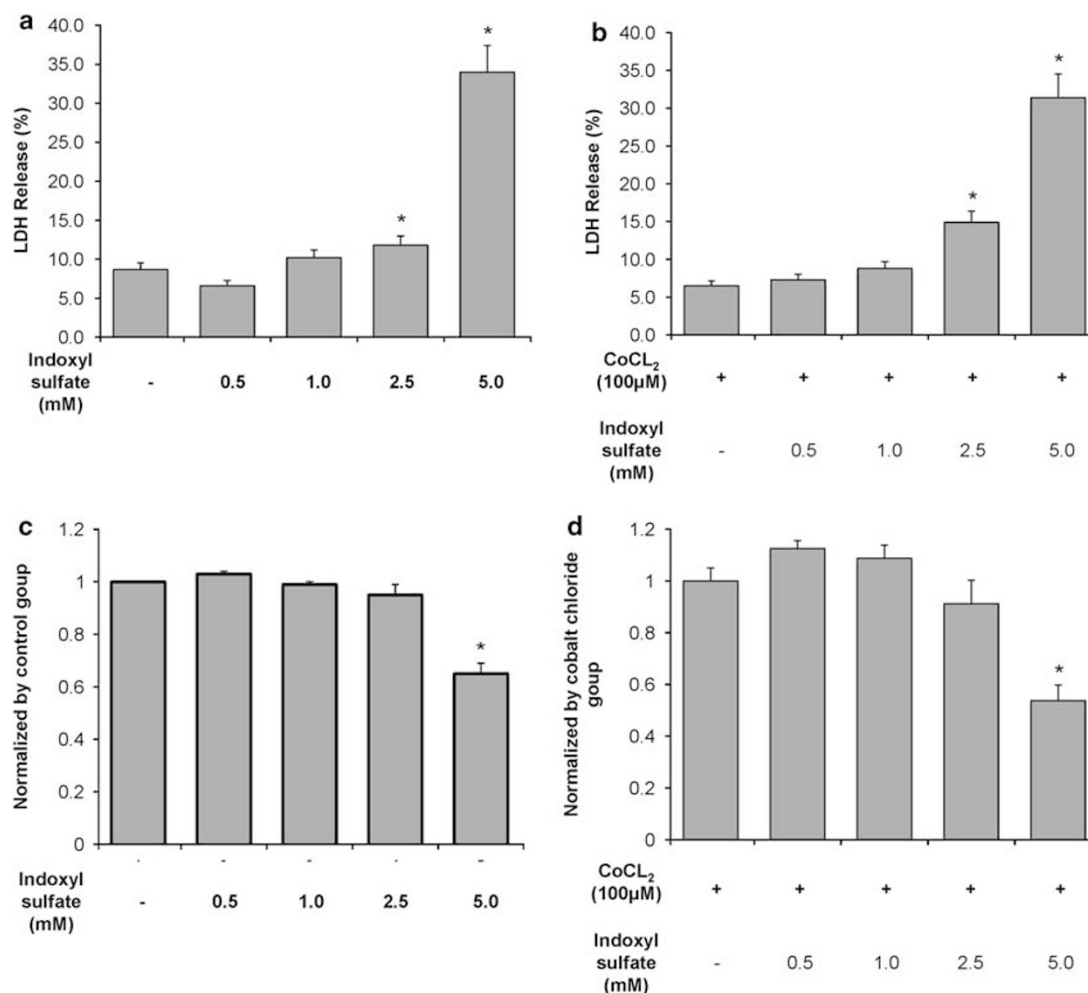 a
LDH Release (%)
40.0
35.0
30.0
25.0
20.0
15.0
10.0
5.0
0.0
*
*
Indoxyl
sulfate
(mM)
- 0.5 1.0 2.5 5.0
b
LDH Release (%)
40.0
35.0
30.0
25.0
20.0
15.0
10.0
5.0
0.0
*
*
CoCL₂
(100µM)
+ + + + +
Indoxyl
sulfate
(mM)
- 0.5 1.0 2.5 5.0
c
Normalized by control goup
1.2
1
0.8
0.6
0.4
0.2
0
*
Indoxyl
sulfate
(mM)
- 0.5 1.0 2.5 5.0
d
Normalized by cobalt chloride
goup
1.2
1
0.8
0.6
0.4
0.2
0
*
CoCL₂
(100µM)
+ + + + +
Indoxyl
sulfate
(mM)
- 0.5 1.0 2.5 5.0